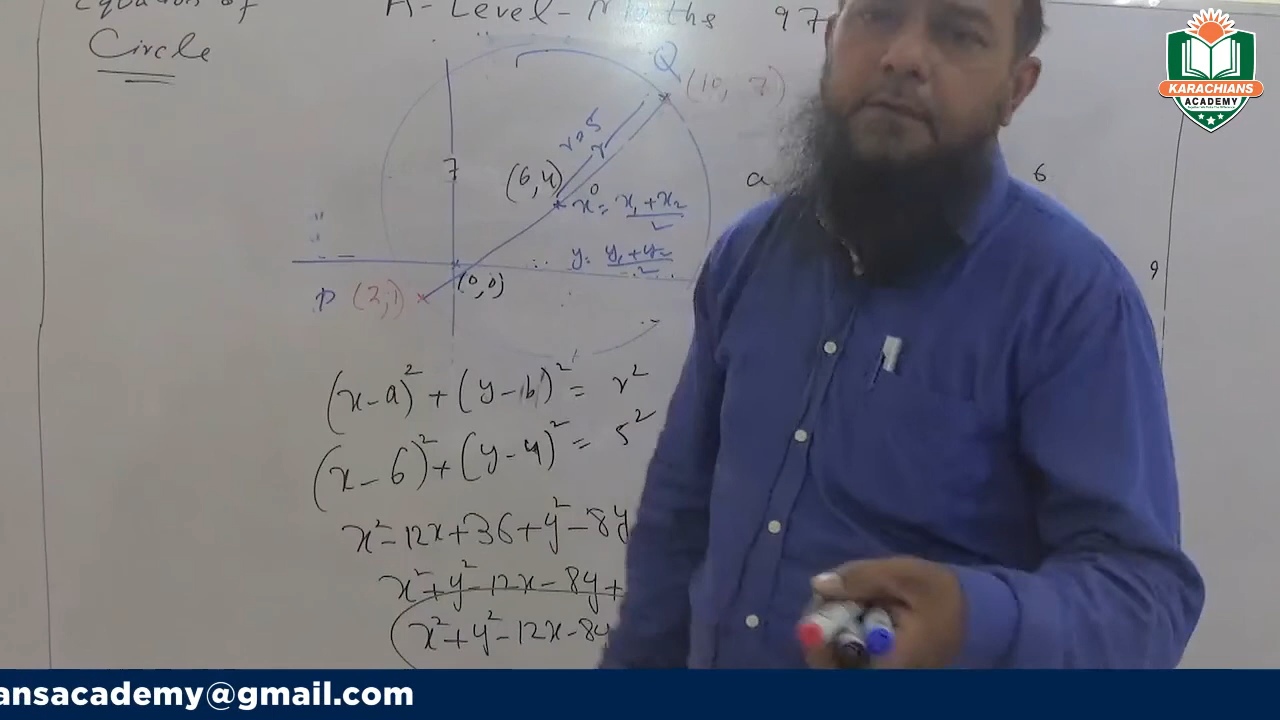 Equation of
Circle
A-Level-Maths 97
Q (10, 7)
r=5
r
7
(6,4)
x = x₁ + x₂ / 2
y = y₁ + y₂ / 2
(0,0)
P (2,1)
a
6
9
(x-a)² + (y-b)² = r²
(x-6)² + (y-4)² = 5²
x²-12x+36+y²-8y
x²+y²-12x-8y+
x²+y²-12x-8y
KARACHIANS
ACADEMY
ansacademy@gmail.com